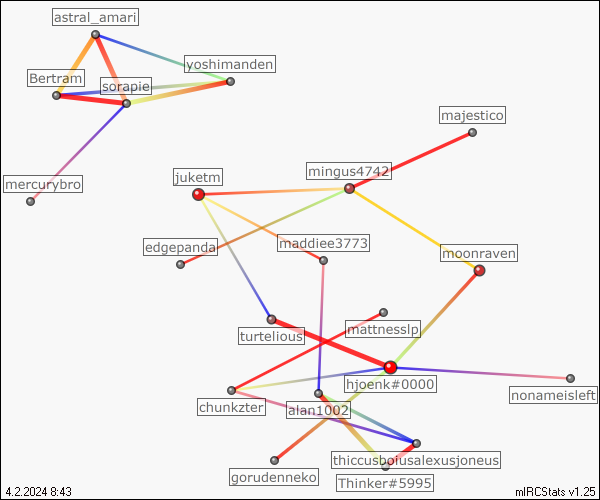 astral_amari
yoshimanden
Bertram
sorapie
majestico
mingus4742
juketm
mercurybro
maddiee3773
edgepanda
moonraven
mattnesslp
turtelious
hjoenk#0000
nonameisleft
chunkzter
alan1002
thiccusboiusalexusjoneus
gorudenneko
Thinker#5995
4.2.2024 8:43
mIRCStats v1.25